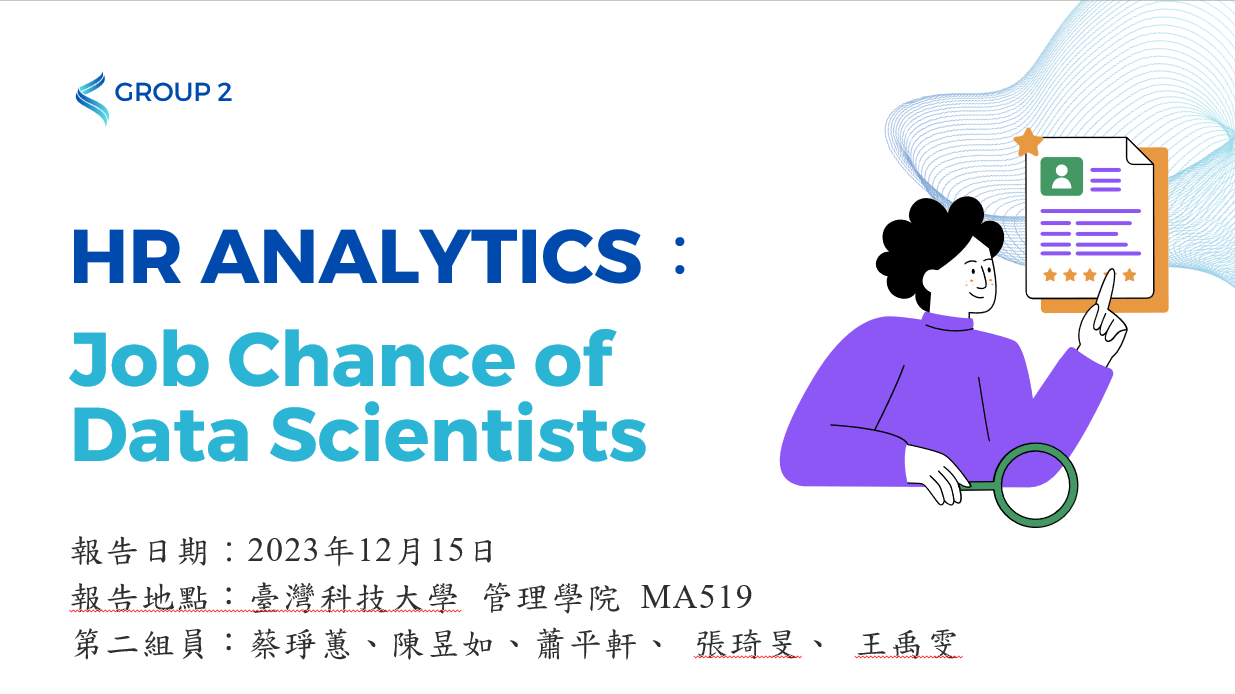 GROUP 2
HR ANALYTICS：
Job Chance of
Data Scientists
報告日期：2023年12月15日
報告地點：臺灣科技大學 管理學院 MA519
第二組員：蔡琤蕙、陳昱如、蕭平軒、 張琦旻、 王禹雯